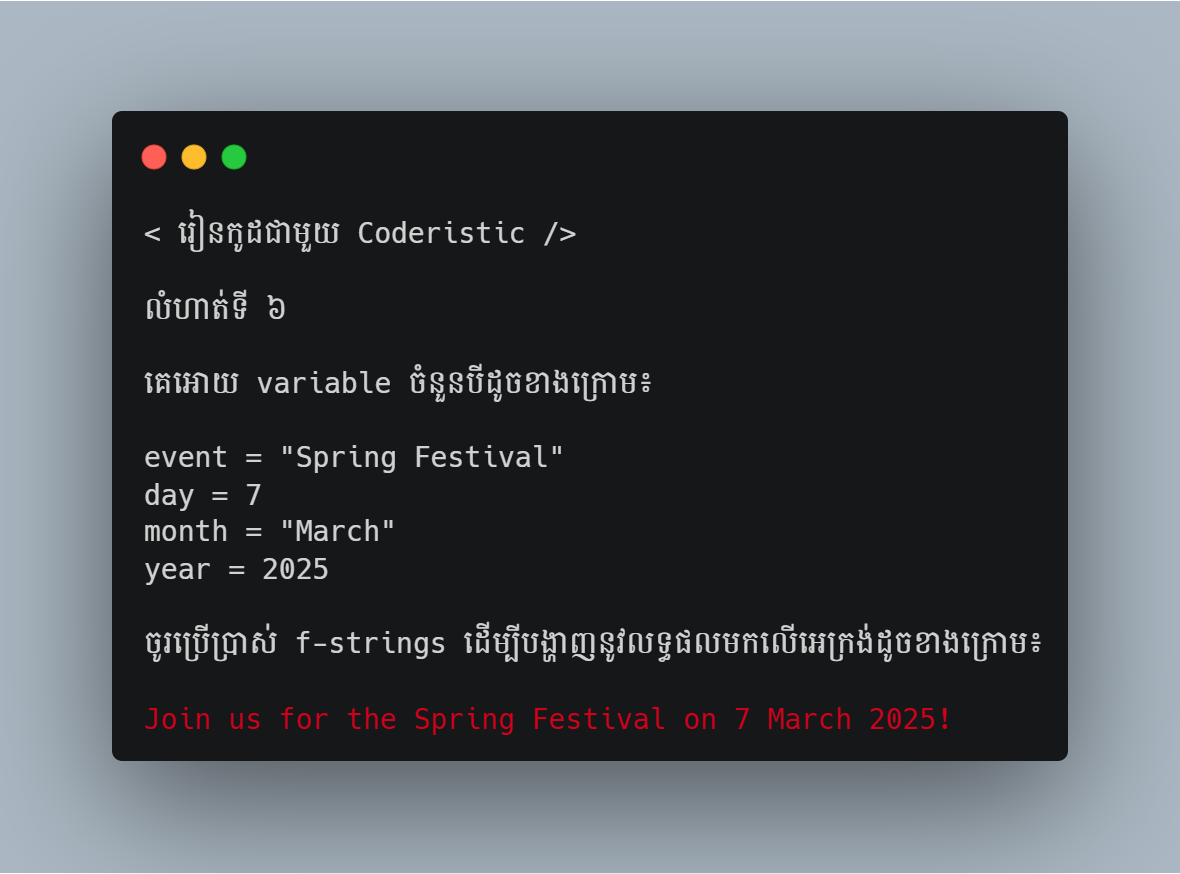 < រៀនកូដជាមួយ Coderistic />
លំហាត់ទី ៦
គេអោយ variable ចំនួនបីដូចខាងក្រោម៖
event = "Spring Festival"
day = 7
month = "March"
year = 2025
ចូរប្រើប្រាស់ f-strings ដើម្បីបង្ហាញនូវលទ្ធផលមកលើអេក្រង់ដូចខាងក្រោម៖
Join us for the Spring Festival on 7 March 2025!